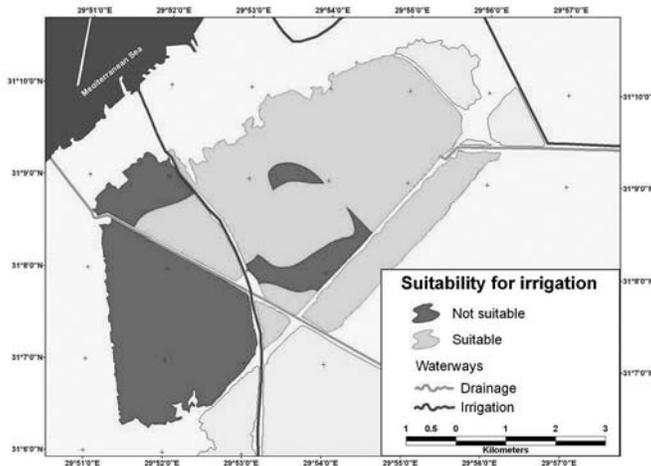 29°51'0"E 29°52'0"E 29°53'0"E 29°54'0"E 29°55'0"E 29°56'0"E 29°57'0"E
Mediterranean Sea
31°10'0"N 31°10'0"N
31°9'0"N 31°9'0"N
31°8'0"N 31°8'0"N
31°7'0"N 31°7'0"N
31°6'0"N
Suitability for irrigation
Not suitable
Suitable
Waterways
Drainage
Irrigation
1 0.5 0 1 2 3
Kilometers
29°51'0"E 29°52'0"E 29°53'0"E 29°54'0"E 29°55'0"E 29°56'0"E 29°57'0"E